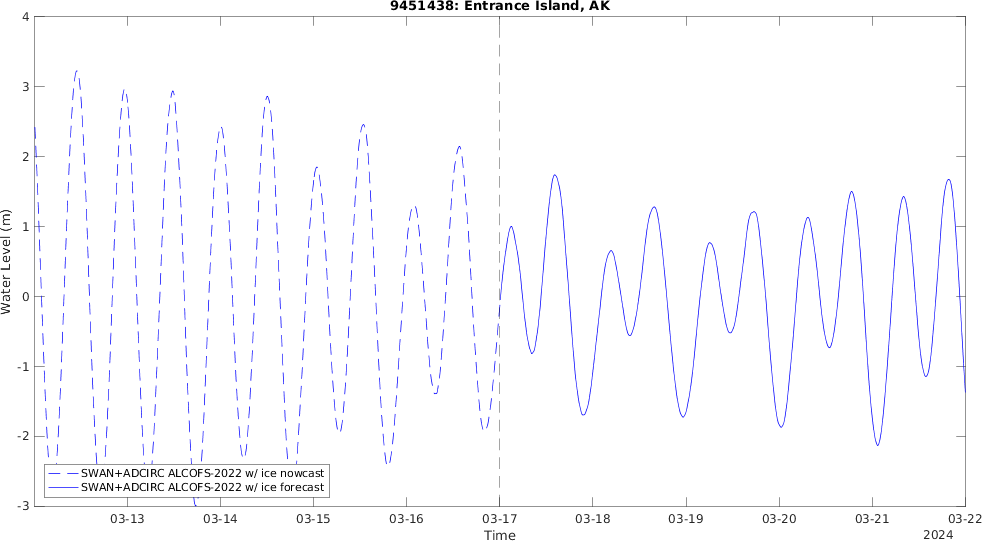 9451438: Entrance Island, AK
4
3
2
1
0
-1
-2
-3
Water Level (m)
SWAN+ADCIRC ALCOFS-2022 w/ ice nowcast
SWAN+ADCIRC ALCOFS-2022 w/ ice forecast
03-13 03-14 03-15 03-16 03-17 03-18 03-19 03-20 03-21 03-22
Time
2024